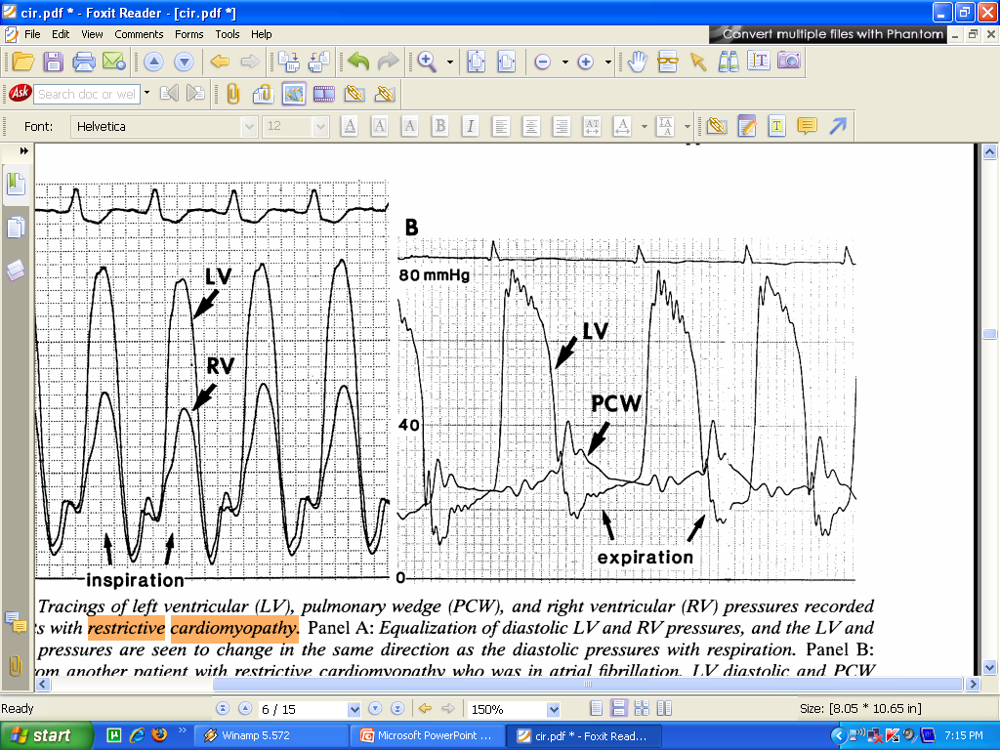 cir.pdf * - Foxit Reader - [cir.pdf *]
File Edit View Comments Forms Tools Help
Convert multiple files with Phantom
Ask Search doc or wel
Font: Helvetica 12
B
80 mmHg
LV
LV
RV
PCW
40
expiration
inspiration
0
Tracings of left ventricular (LV), pulmonary wedge (PCW), and right ventricular (RV) pressures recorded
s with restrictive cardiomyopathy. Panel A: Equalization of diastolic LV and RV pressures, and the LV and
pressures are seen to change in the same direction as the diastolic pressures with respiration. Panel B:
om another patient with restrictive cardiomyopathy who was in atrial fibrillation. LV diastolic and PCW
Ready 6 / 15 150% Size: [8.05 * 10.65 in]
start Winamp 5.572 Microsoft PowerPoint ... cir.pdf * - Foxit Read... 7:15 PM